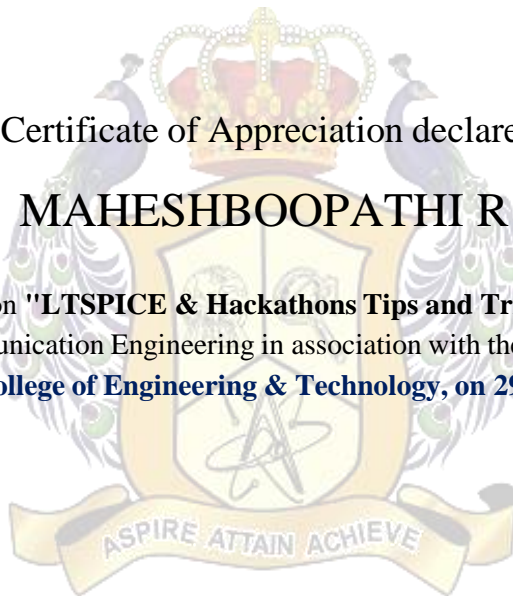 Certificate of Appreciation declare
MAHESHBOOPATHI R
on "LTSPICE & Hackathons Tips and Tr
unication Engineering in association with the
ollege of Engineering & Technology, on 29
ASPIRE ATTAIN ACHIEVE